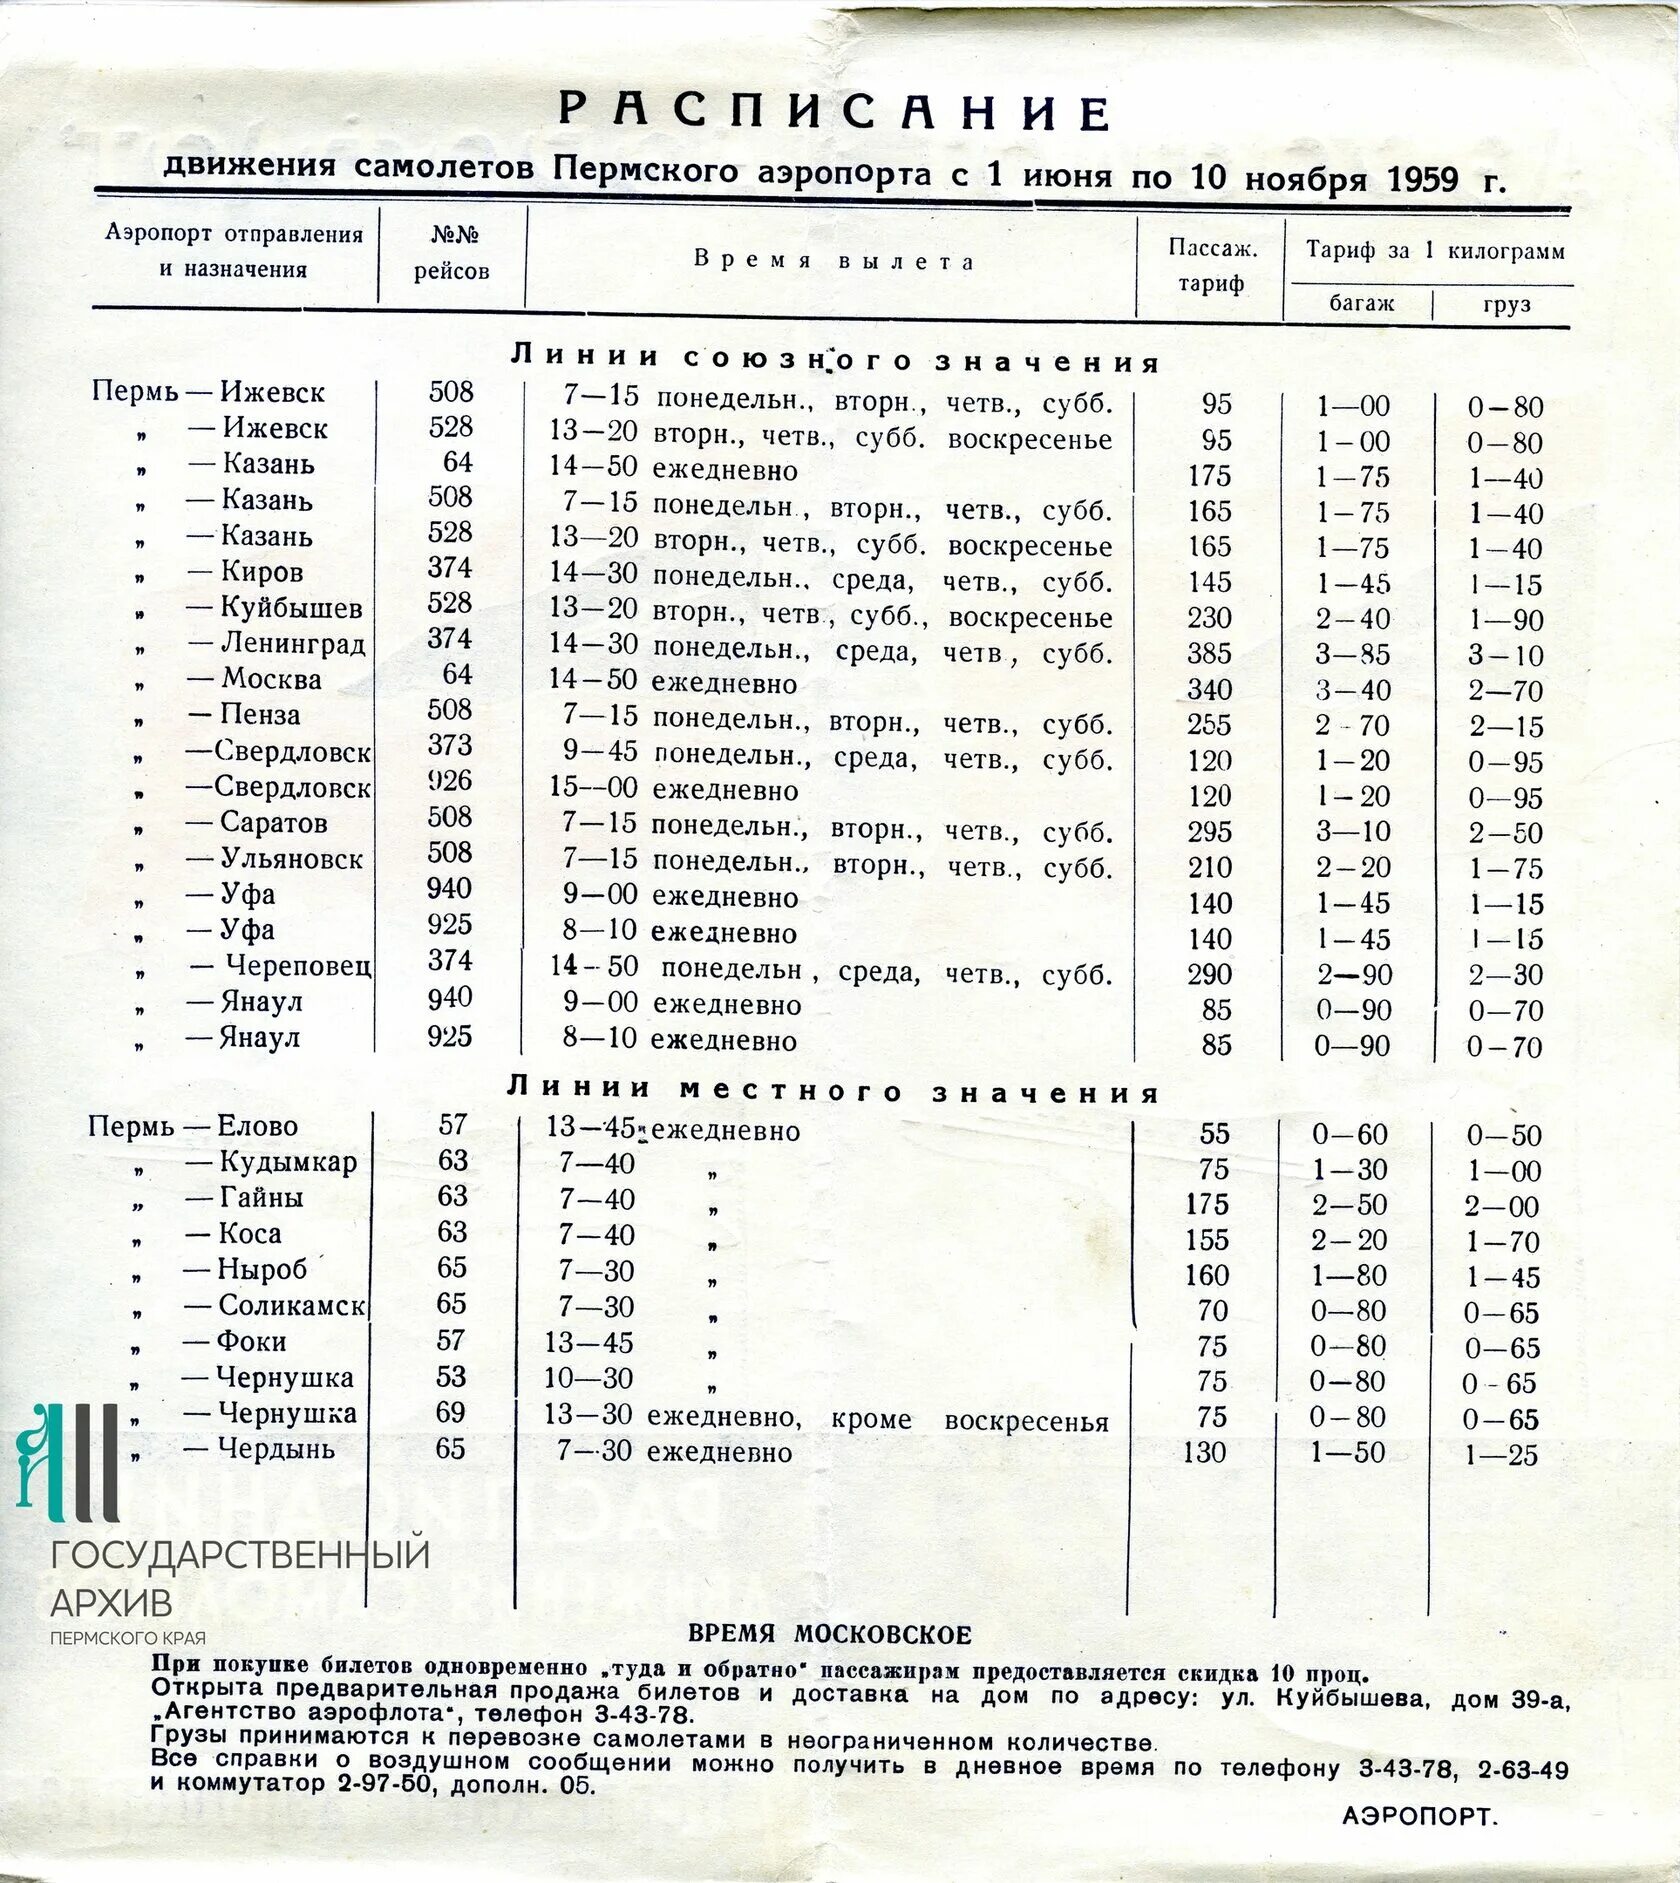 РАСПИСАНИЕ
движения самолетов Пермского аэропорта с 1 июня по 10 ноября 1959 г.
Аэропорт отправления и назначения | №№ рейсов | Время вылета | Пассаж. тариф | Тариф за 1 килограмм
багаж | груз
Линии союзного значения
Пермь — Ижевск 508 7—15 понедельн., вторн., четв., субб. 95 1—00 0—80
„ — Ижевск 528 13—20 вторн., четв., субб. воскресенье 95 1—00 0—80
„ — Казань 64 14—50 ежедневно 175 1—75 1—40
„ — Казань 508 7—15 понедельн., вторн., четв., субб. 165 1—75 1—40
„ — Казань 528 13—20 вторн., четв., субб. воскресенье 165 1—75 1—40
„ — Киров 374 14—30 понедельн., среда, четв., субб. 145 1—45 1—15
„ — Куйбышев 528 13—20 вторн., четв., субб., воскресенье 230 2—40 1—90
„ — Ленинград 374 14—30 понедельн., среда, четв., субб. 385 3—85 3—10
„ — Москва 64 14—50 ежедневно 340 3—40 2—70
„ — Пенза 508 7—15 понедельн., вторн., четв., субб. 255 2—70 2—15
„ —Свердловск 373 9—45 понедельн., среда, четв., субб. 120 1—20 0—95
„ —Свердловск 926 15—00 ежедневно 120 1—20 0—95
„ — Саратов 508 7—15 понедельн., вторн., четв., субб. 295 3—10 2—50
„ — Ульяновск 508 7—15 понедельн., вторн., четв., субб. 210 2—20 1—75
„ — Уфа 940 9—00 ежедневно 140 1—45 1—15
„ — Уфа 925 8—10 ежедневно 140 1—45 1—15
„ — Череповец 374 14—50 понедельн., среда, четв., субб. 290 2—90 2—30
„ — Янаул 940 9—00 ежедневно 85 0—90 0—70
„ — Янаул 925 8—10 ежедневно 85 0—90 0—70
Линии местного значения
Пермь — Елово 57 13—45 ежедневно 55 0—60 0—50
„ — Кудымкар 63 7—40 „ 75 1—30 1—00
„ — Гайны 63 7—40 „ 175 2—50 2—00
„ — Коса 63 7—40 „ 155 2—20 1—70
„ — Ныроб 65 7—30 „ 160 1—80 1—45
„ — Соликамск 65 7—30 „ 70 0—80 0—65
„ — Фоки 57 13—45 „ 75 0—80 0—65
„ — Чернушка 53 10—30 „ 75 0—80 0—65
„ — Чернушка 69 13—30 ежедневно, кроме воскресенья 75 0—80 0—65
„ — Чердынь 65 7—30 ежедневно 130 1—50 1—25
ГОСУДАРСТВЕННЫЙ
АРХИВ
ПЕРМСКОГО КРАЯ
ВРЕМЯ МОСКОВСКОЕ
При покупке билетов одновременно „туда и обратно“ пассажирам предоставляется скидка 10 проц.
Открыта предварительная продажа билетов и доставка на дом по адресу: ул. Куйбышева, дом 39-а,
„Агентство аэрофлота“, телефон 3-43-78.
Грузы принимаются к перевозке самолетами в неограниченном количестве.
Все справки о воздушном сообщении можно получить в дневное время по телефону 3-43-78, 2-63-49
и коммутатор 2-97-50, дополн. 05.
АЭРОПОРТ.